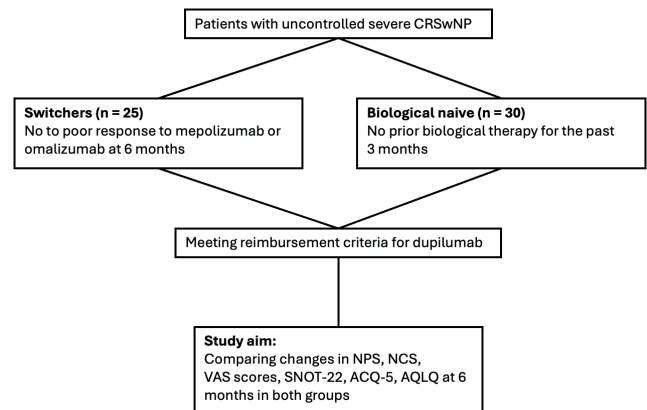 Patients with uncontrolled severe CRSwNP
Switchers (n = 25)
No to poor response to mepolizumab or
omalizumab at 6 months
Biological naive (n = 30)
No prior biological therapy for the past
3 months
Meeting reimbursement criteria for dupilumab
Study aim:
Comparing changes in NPS, NCS,
VAS scores, SNOT-22, ACQ-5, AQLQ at 6
months in both groups